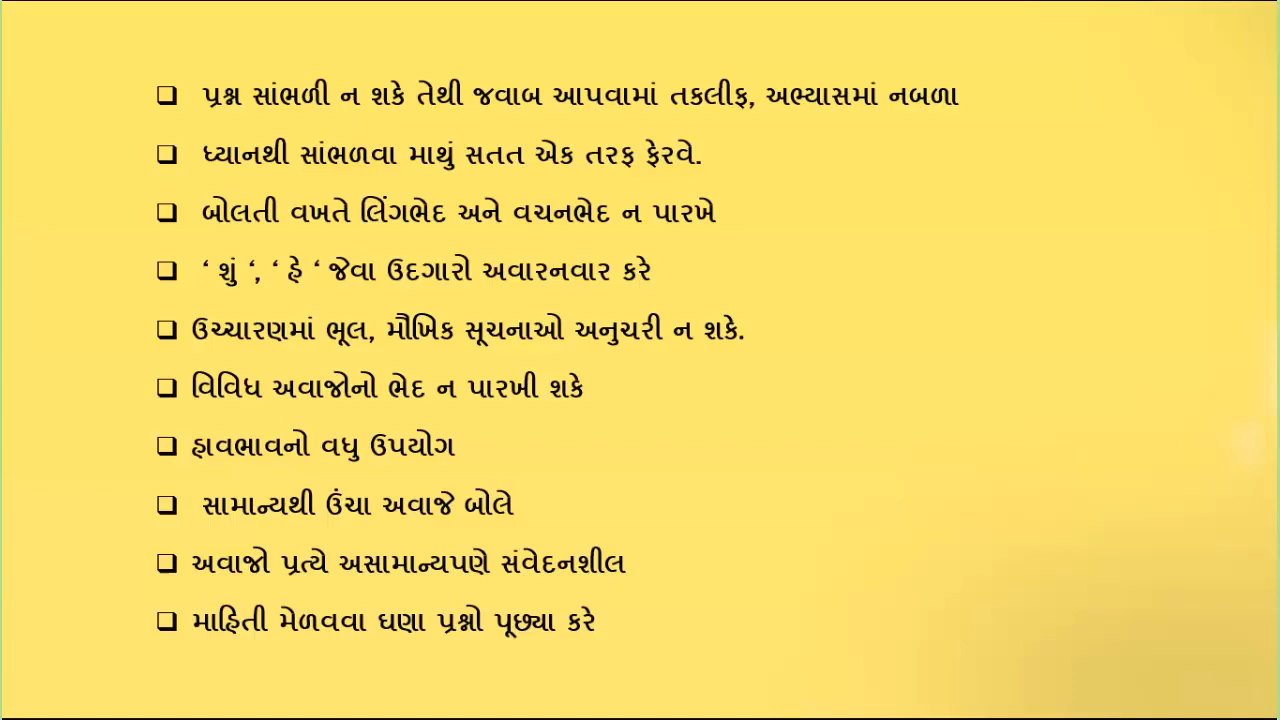 ❑ પ્રશ્ન સાંભળી ન શકે તેથી જવાબ આપવામાં તકલીફ, અભ્યાસમાં નબળા
❑ ધ્યાનથી સાંભળવા માથું સતત એક તરફ ફેરવે.
❑ બોલતી વખતે લિંગભેદ અને વચનભેદ ન પારખે
❑ ‘ શું ‘, ‘ હે ‘ જેવા ઉદગારો અવારનવાર કરે
❑ ઉચ્ચારણમાં ભૂલ, મૌખિક સૂચનાઓ અનુચરી ન શકે.
❑ વિવિધ અવાજોનો ભેદ ન પારખી શકે
❑ હાવભાવનો વધુ ઉપયોગ
❑ સામાન્યથી ઉંચા અવાજે બોલે
❑ અવાજો પ્રત્યે અસામાન્યપણે સંવેદનશીલ
❑ માહિતી મેળવવા ઘણા પ્રશ્નો પૂછ્યા કરે